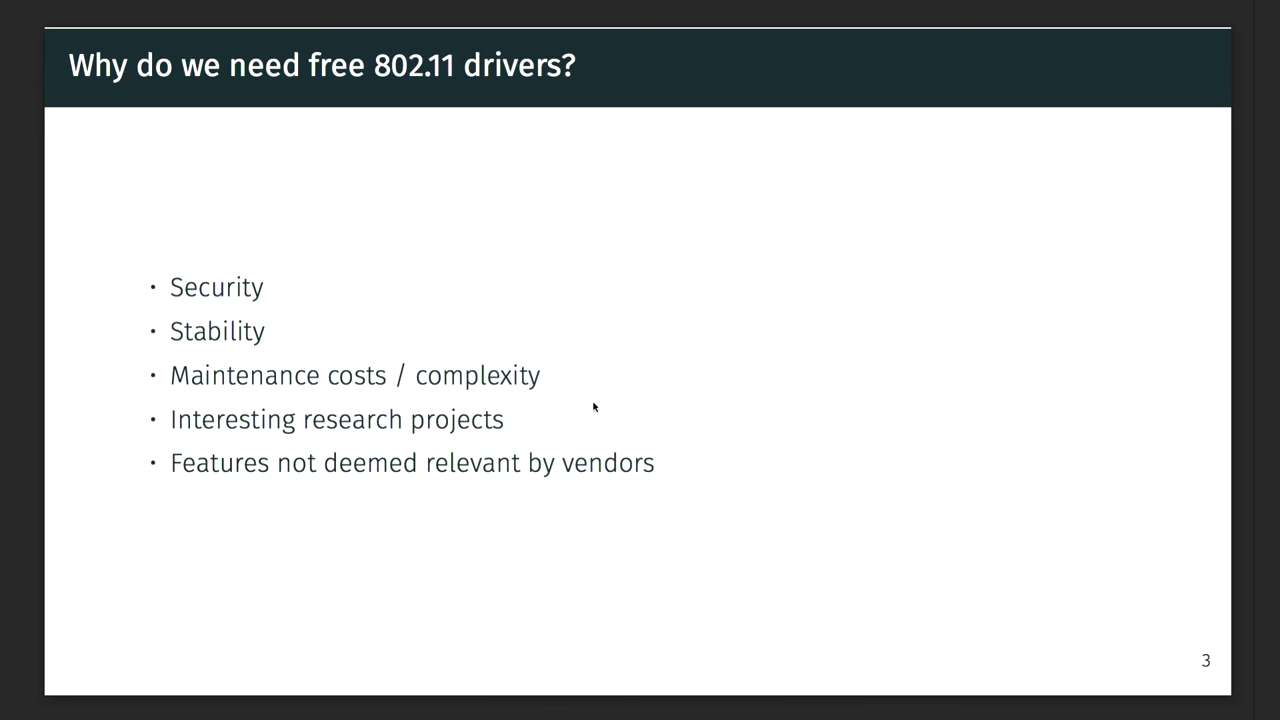 Why do we need free 802.11 drivers?
• Security
• Stability
• Maintenance costs / complexity
• Interesting research projects
• Features not deemed relevant by vendors
3